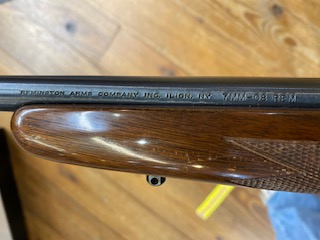 REMINGTON ARMS COMPANY, INC. ILION, N.Y. 7MM-08 REM